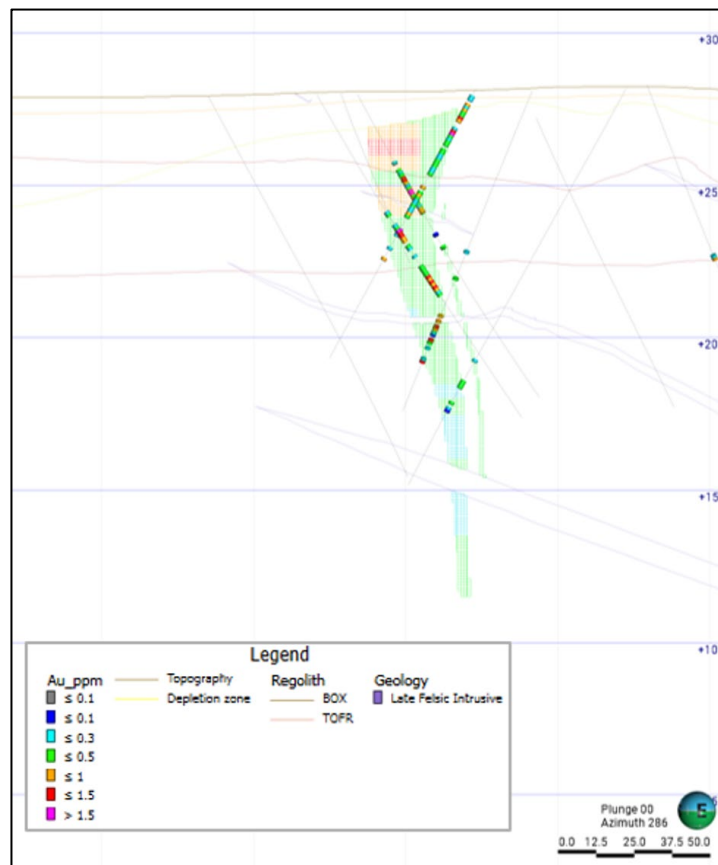 +30
+25
+20
+15
+10
Legend
Au_ppm
≤ 0.1
≤ 0.1
≤ 0.3
≤ 0.5
≤ 1
≤ 1.5
> 1.5
Topography
Depletion zone
Regolith
BOX
TOFR
Geology
Late Felsic Intrusive
Plunge 00
Azimuth 286
0.0 12.5 25.0 37.5 50.0